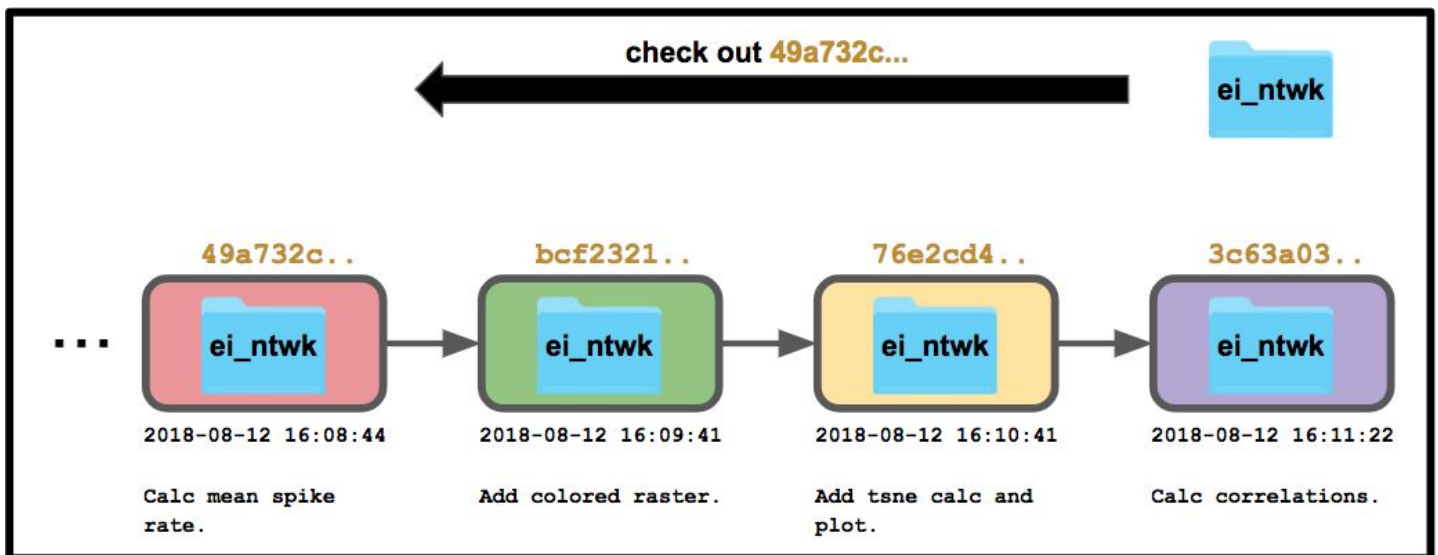 check out 49a732c...
ei_ntwk
49a732c..
bcf2321..
76e2cd4..
3c63a03..
...
ei_ntwk
ei_ntwk
ei_ntwk
ei_ntwk
2018-08-12 16:08:44
2018-08-12 16:09:41
2018-08-12 16:10:41
2018-08-12 16:11:22
Calc mean spike
rate.
Add colored raster.
Add tsne calc and
plot.
Calc correlations.